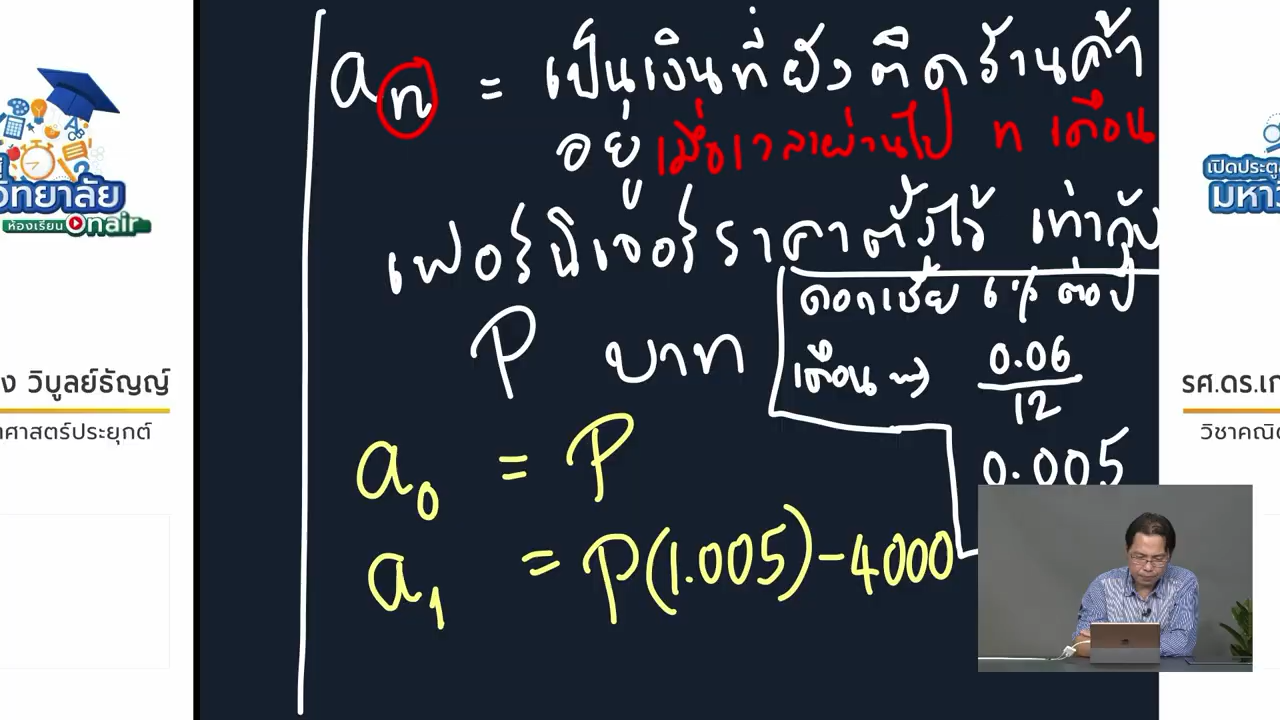 aₙ = เป็นเงินที่ยังติดร้านค้า
อยู่ เมื่อเวลาผ่านไป n เดือน
เฟอร์นิเจอร์ราคาตั้งไว้ เท่ากับ
P บาท
ดอกเบี้ย 6% ต่อปี
เดือน → 0.06
12
0.005
a₀ = P
a₁ = P(1.005) - 4000
วิทยาลัย
ห้องเรียน Onair
ง วิบูลย์ธัญญ์
าศาสตร์ประยุกต์
เปิดประตู
มหาวิ
รศ.ดร.เก
วิชาคณิต